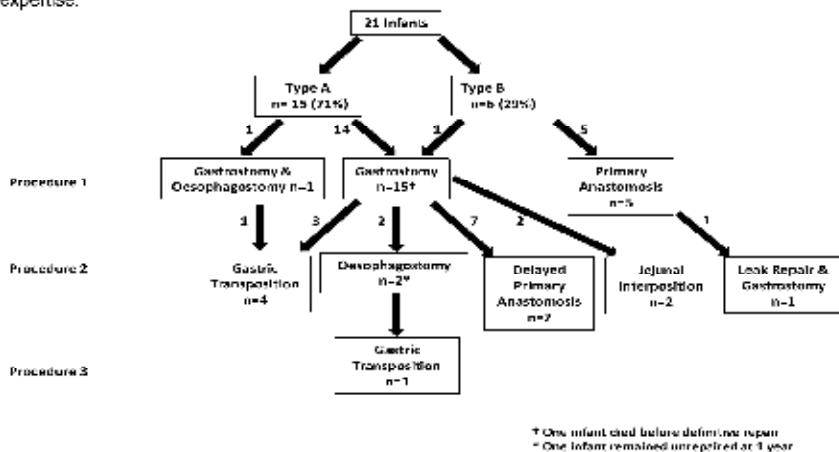 expertise.
21 Infants
Type A
n= 15 (71%)
Type B
n=6 (29%)
1
14
1
5
Procedure 1
Gastrostomy &
Oesophagostomy n=1
Gastrostomy
n=15†
Primary
Anastomosis
n=5
1
3
2
7
2
1
Procedure 2
Gastric
Transposition
n=4
Oesophagostomy
n=2*
Delayed
Primary
Anastomosis
n=7
Jejunal
Interposition
n=2
Leak Repair &
Gastrostomy
n=1
Procedure 3
Gastric
Transposition
n=1
† One infant died before definitive repair
* One infant remained unrepaired at 1 year